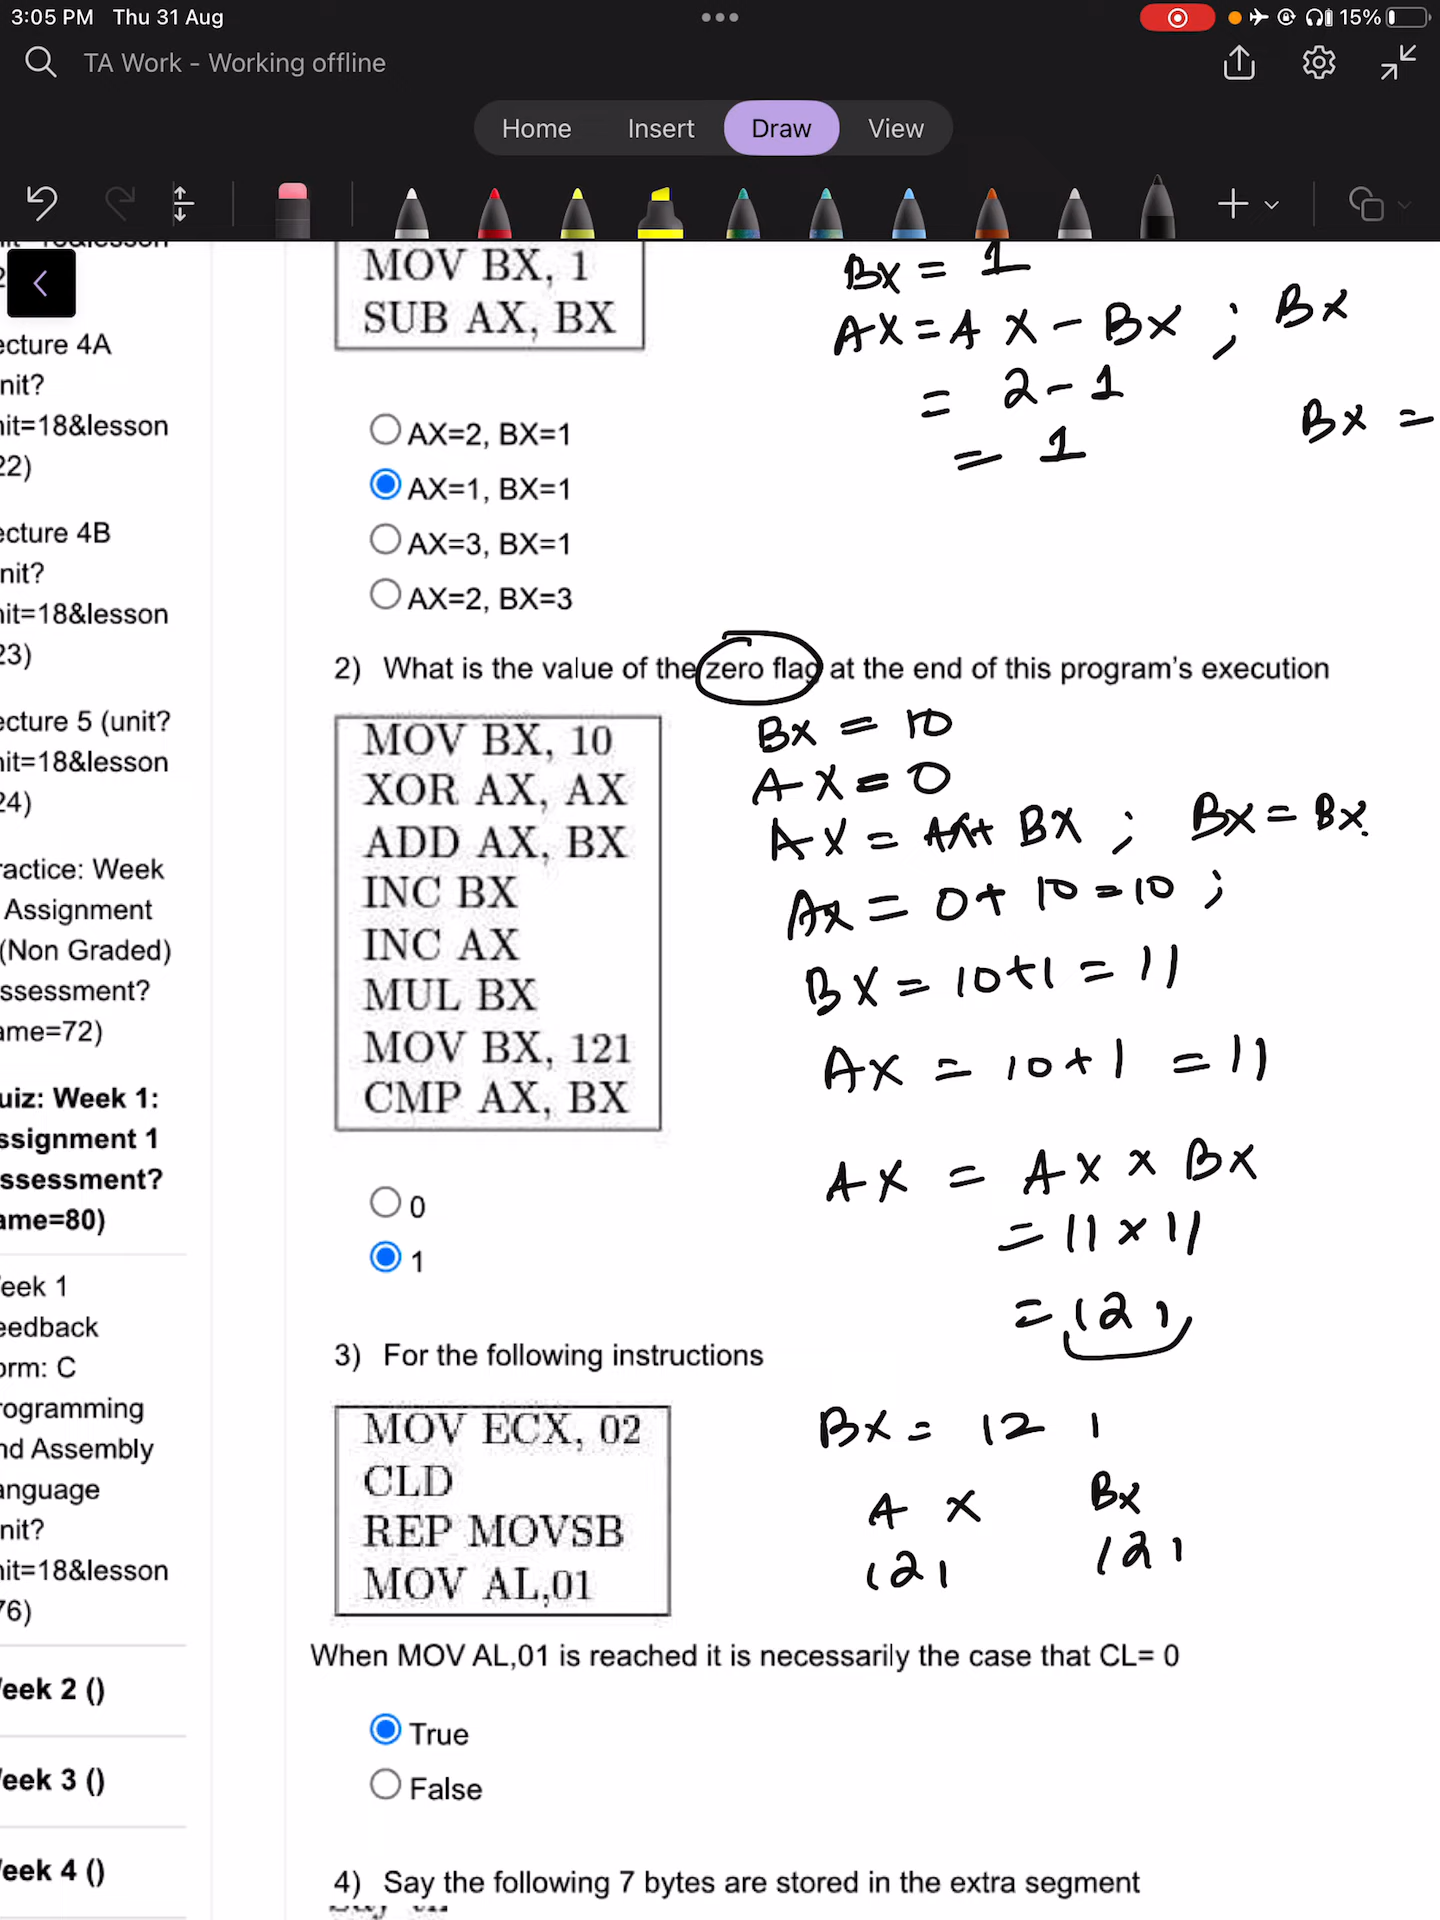 3:05 PM Thu 31 Aug
15%
TA Work - Working offline
Home Insert Draw View
MOV BX, 1
SUB AX, BX
BX = 1
AX = AX - BX ; BX
= 2 - 1
= 1
BX =
AX=2, BX=1
AX=1, BX=1
AX=3, BX=1
AX=2, BX=3
2) What is the value of the zero flag at the end of this program's execution
MOV BX, 10
XOR AX, AX
ADD AX, BX
INC BX
INC AX
MUL BX
MOV BX, 121
CMP AX, BX
BX = 10
AX = 0
AX = AX + BX ; BX = BX.
AX = 0 + 10 = 10 ;
BX = 10+1 = 11
AX = 10+1 = 11
AX = AX x BX
= 11 x 11
= 121
0
1
BX = 121
AX BX
121 121
3) For the following instructions
MOV ECX, 02
CLD
REP MOVSB
MOV AL,01
When MOV AL,01 is reached it is necessarily the case that CL= 0
True
False
4) Say the following 7 bytes are stored in the extra segment
ecture 4A
nit?
nit=18&lesson
22)
ecture 4B
nit?
nit=18&lesson
23)
ecture 5 (unit?
nit=18&lesson
24)
ractice: Week
Assignment
(Non Graded)
ssessment?
ame=72)
uiz: Week 1:
ssignment 1
ssessment?
ame=80)
eek 1
eedback
orm: C
rogramming
nd Assembly
anguage
nit?
nit=18&lesson
76)
eek 2 ()
eek 3 ()
eek 4 ()